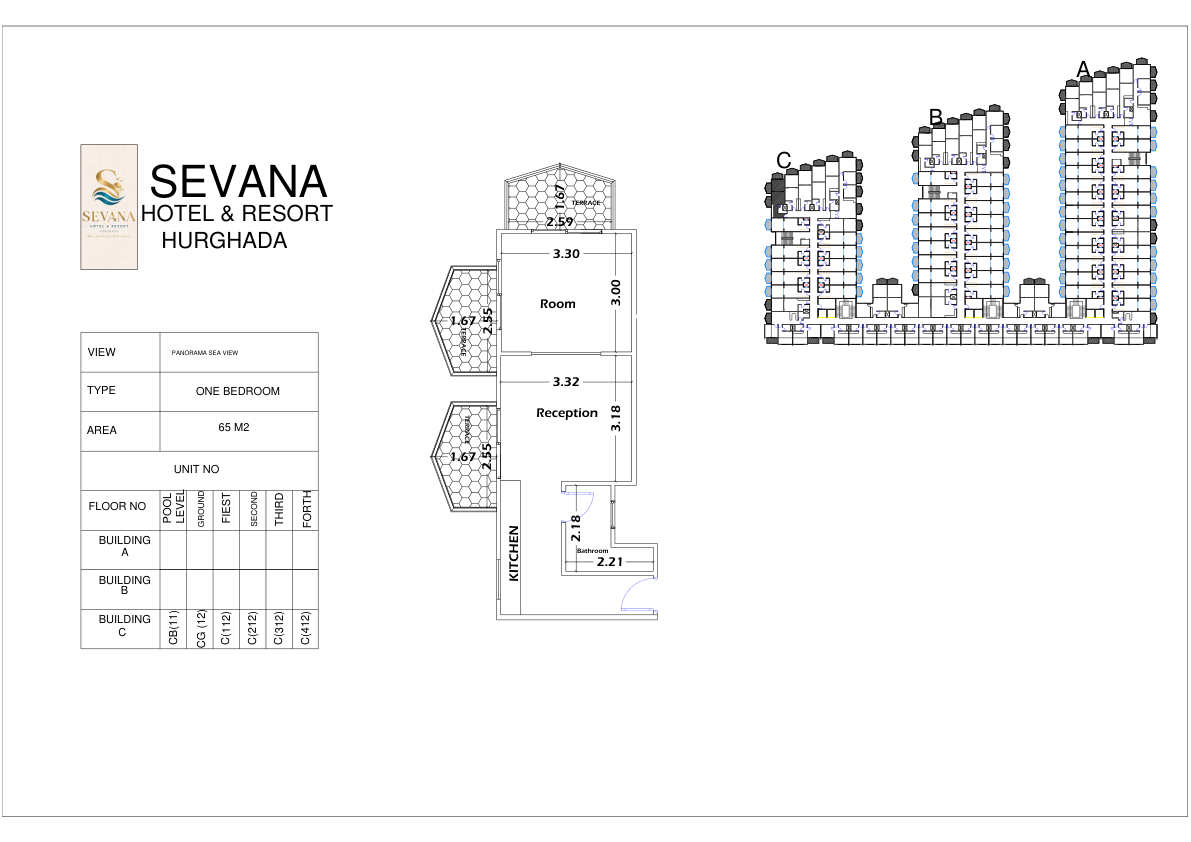 SEVANA
HOTEL & RESORT
HURGHADA
SEVANA
HOTEL & RESORT
HURGHADA
VIEW PANORAMA SEA VIEW
TYPE ONE BEDROOM
AREA 65 M2
UNIT NO
FLOOR NO POOL LEVEL GROUND FIEST SECOND THIRD FORTH
BUILDING A
BUILDING B
BUILDING C CB(11) CG (12) C(112) C(212) C(312) C(412)
1.67
TERRACE
2.59
3.30
Room
3.00
1.67
2.55
TERRACE
3.32
Reception
3.18
TERRACE
1.67
2.55
KITCHEN
2.18
Bathroom
2.21
A
B
C